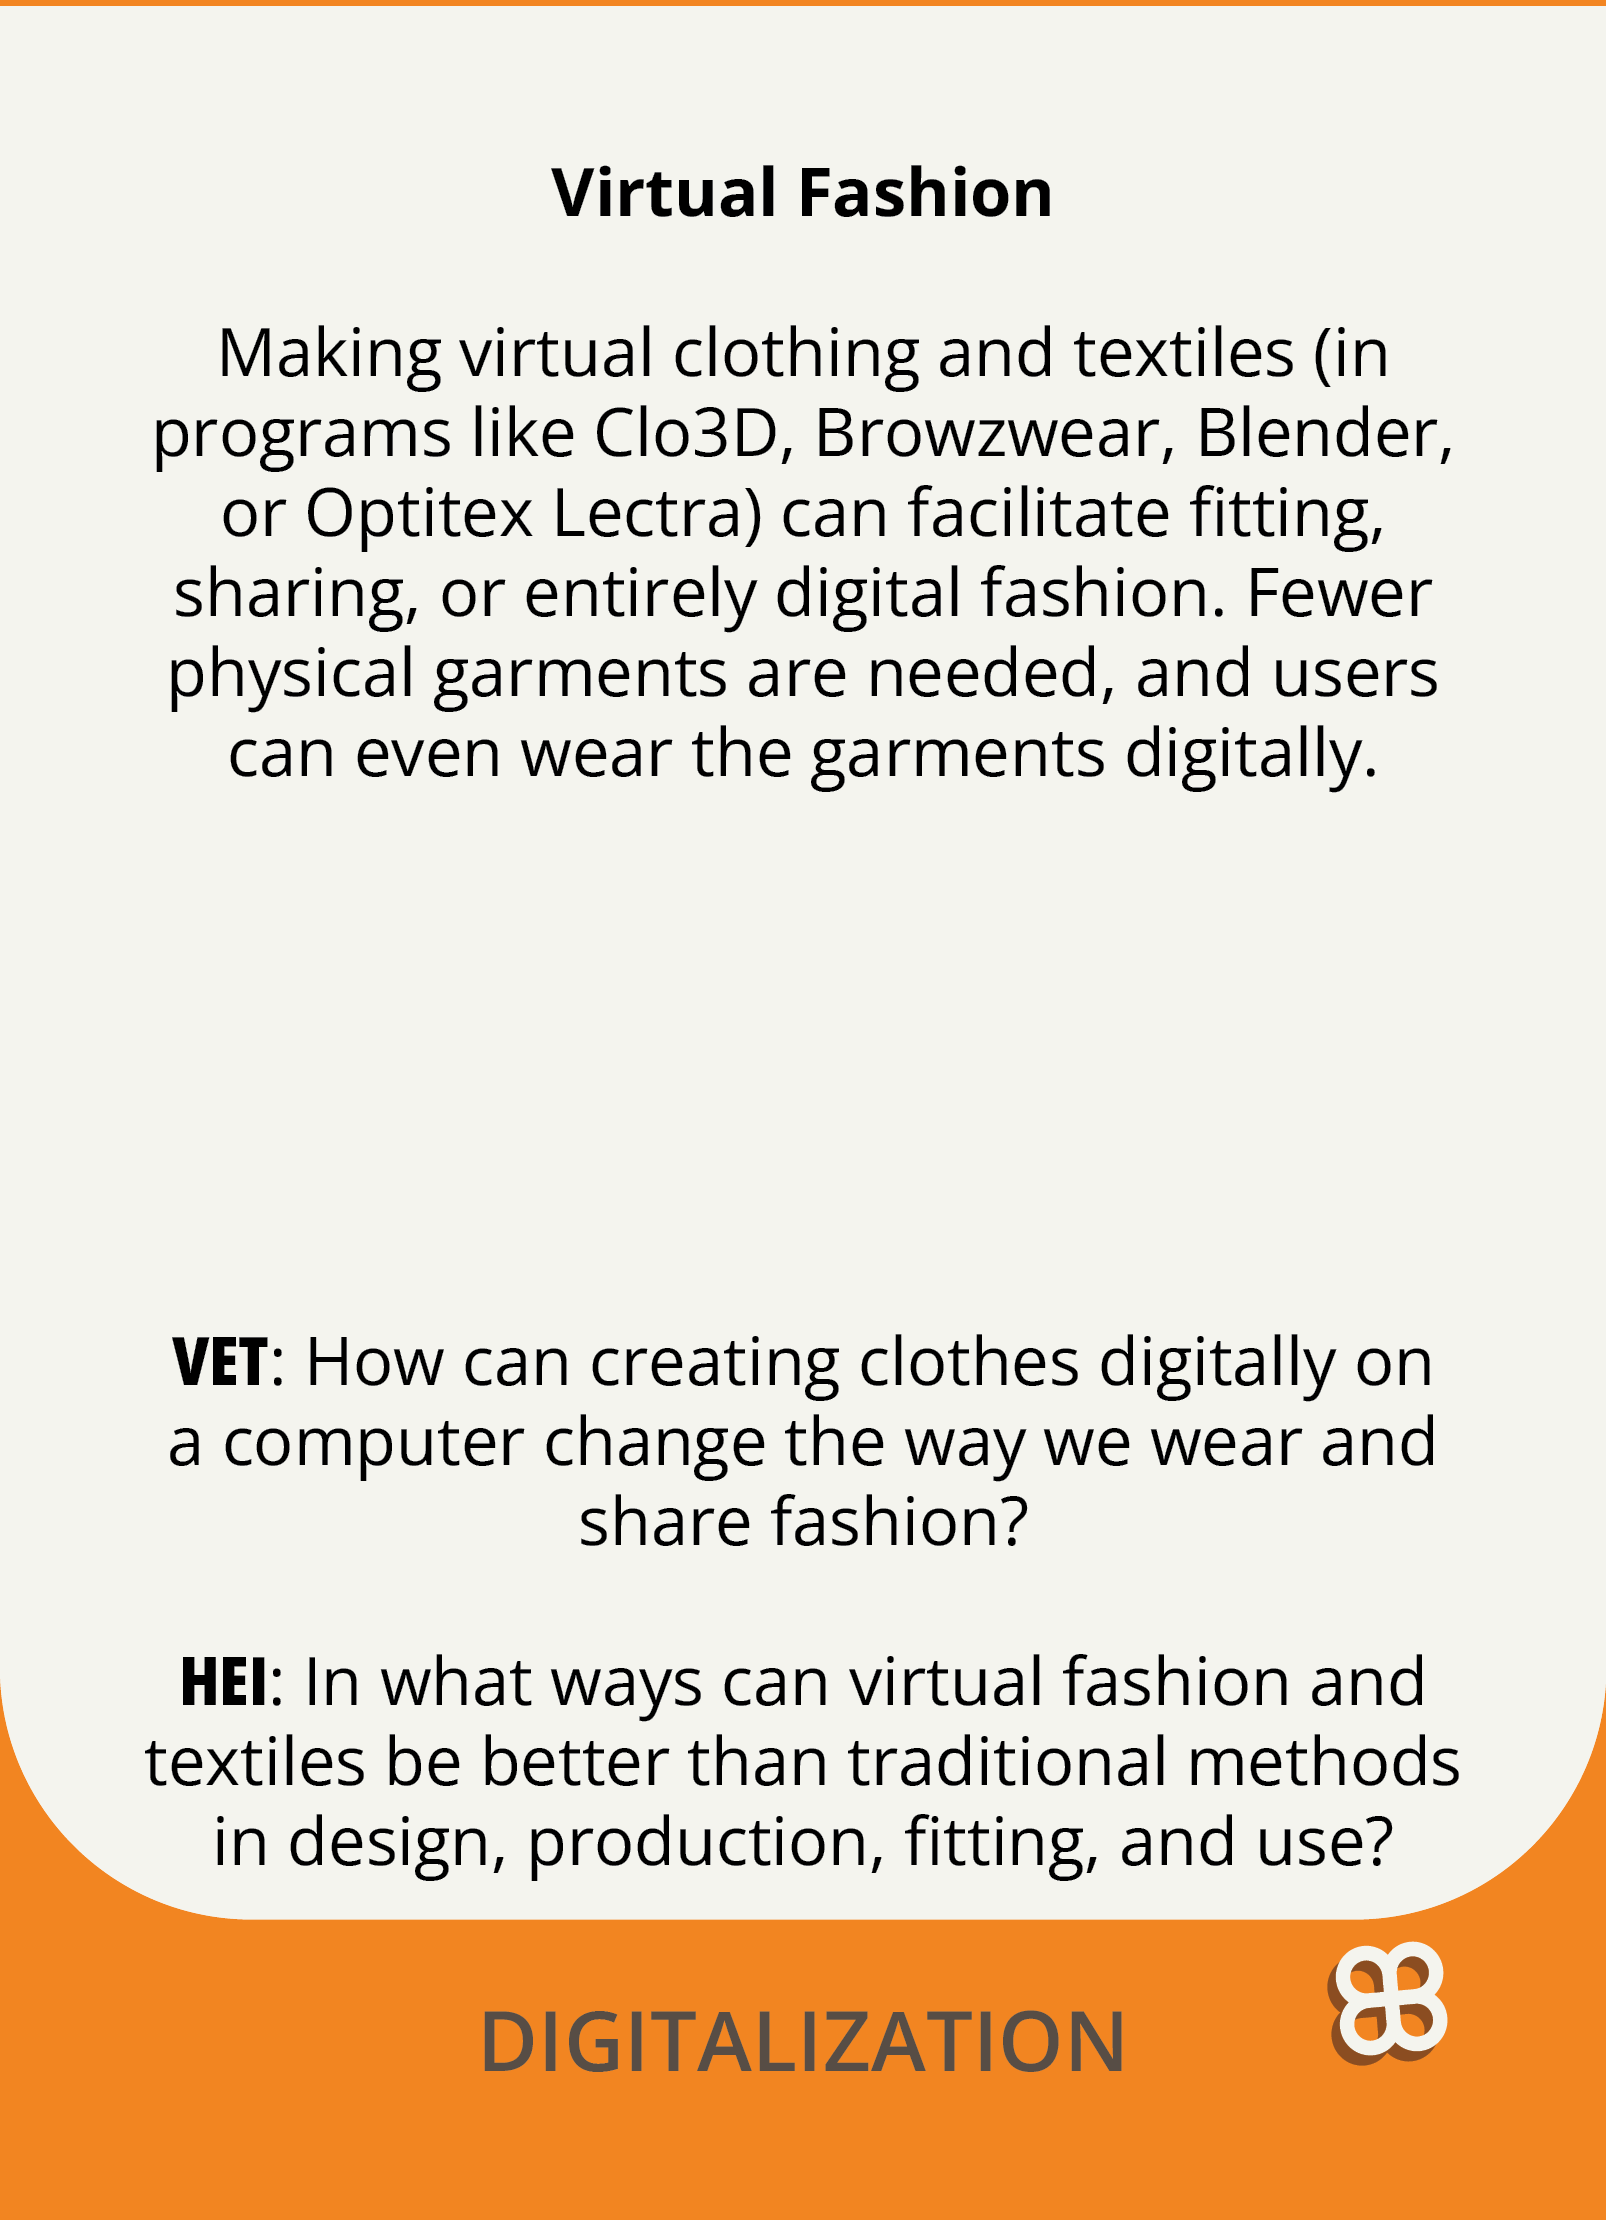 Virtual Fashion
Making virtual clothing and textiles (in
programs like Clo3D, Browzwear, Blender,
or Optitex Lectra) can facilitate fitting,
sharing, or entirely digital fashion. Fewer
physical garments are needed, and users
can even wear the garments digitally.
VET: How can creating clothes digitally on
a computer change the way we wear and
share fashion?
HEI: In what ways can virtual fashion and
textiles be better than traditional methods
in design, production, fitting, and use?
DIGITALIZATION